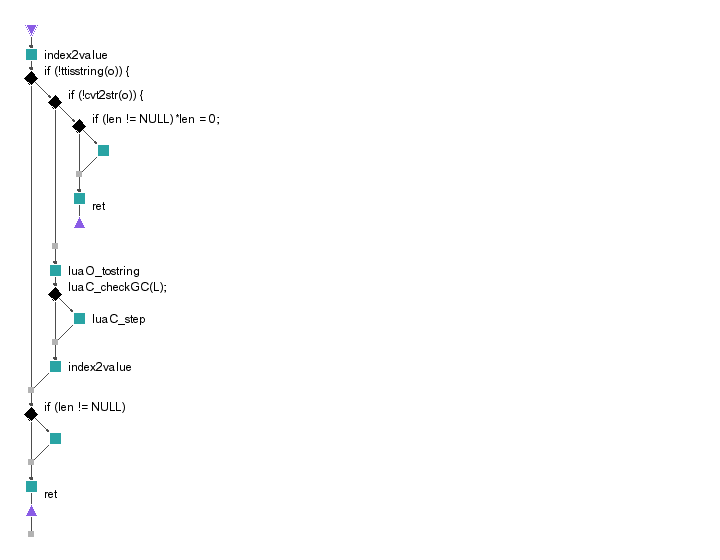 index2value
if (!ttisstring(o)) {
if (!cvt2str(o)) {
if (len != NULL) *len = 0;
ret
luaO_tostring
luaC_checkGC(L);
luaC_step
index2value
if (len != NULL)
ret